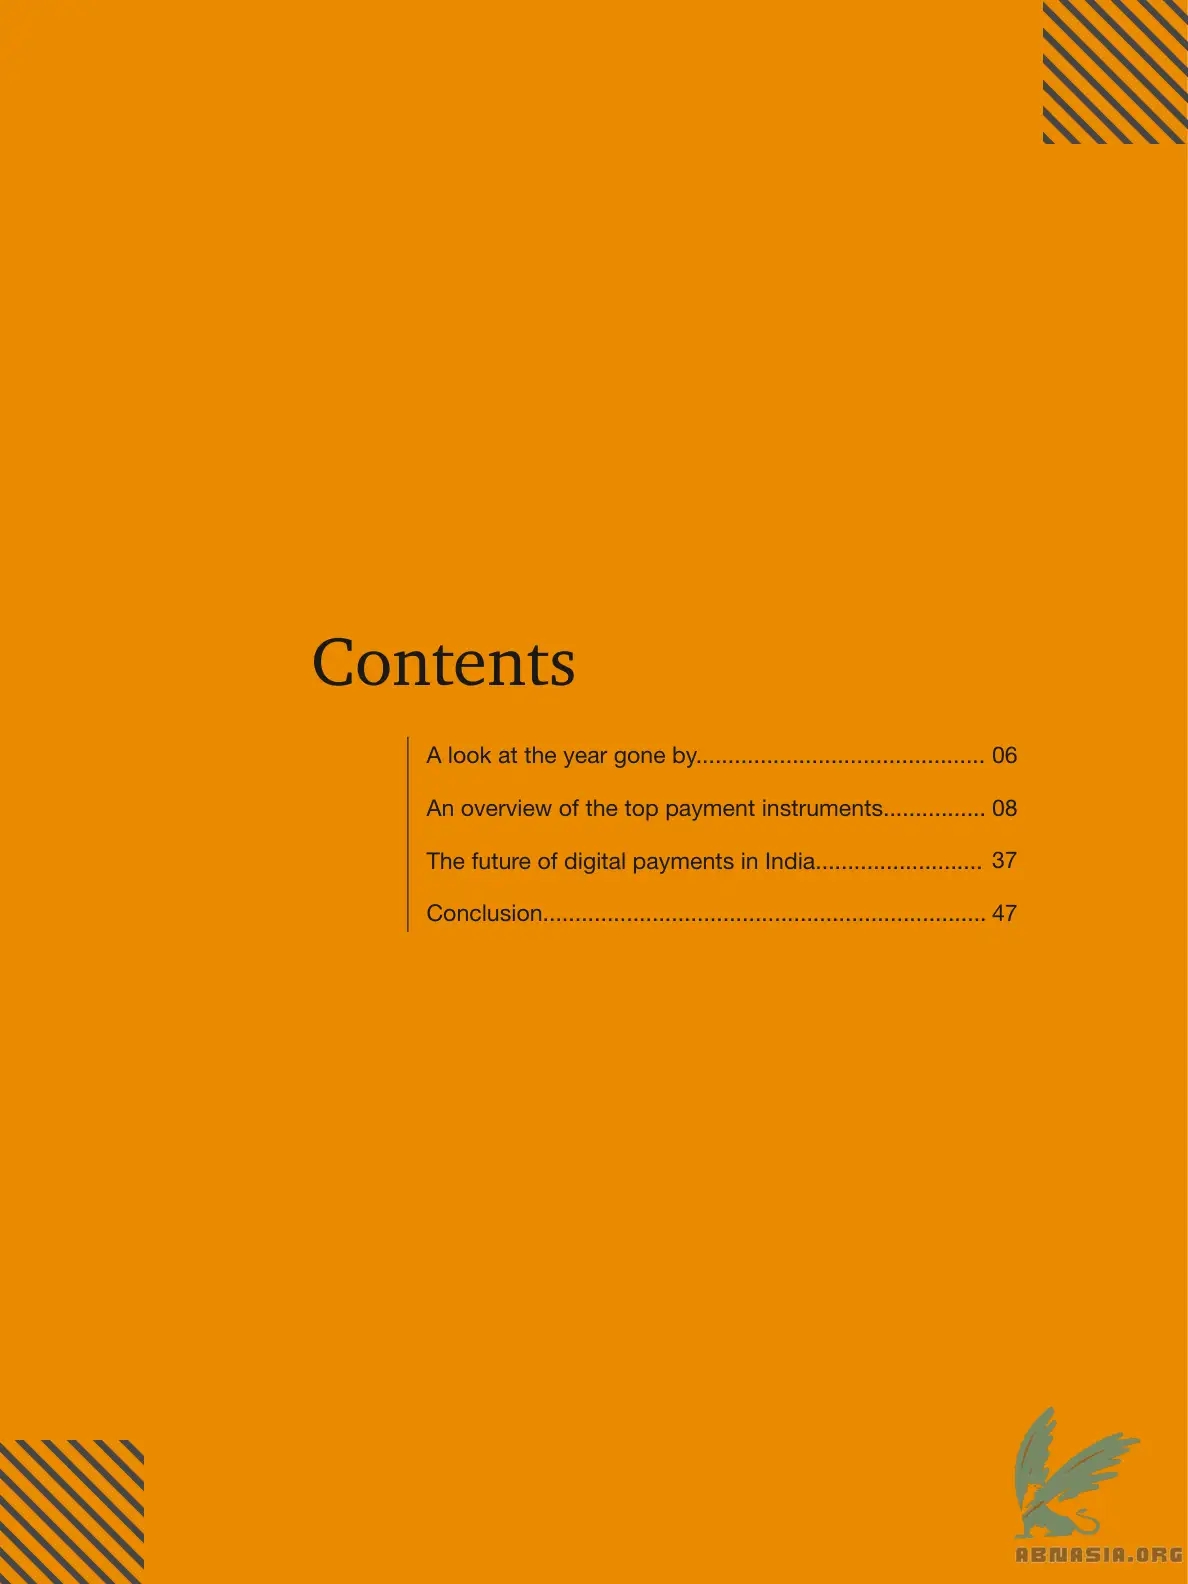 Contents
A look at the year gone by............................................. 06
An overview of the top payment instruments................ 08
The future of digital payments in India.......................... 37
Conclusion..................................................................... 47
ABNASIA.ORG